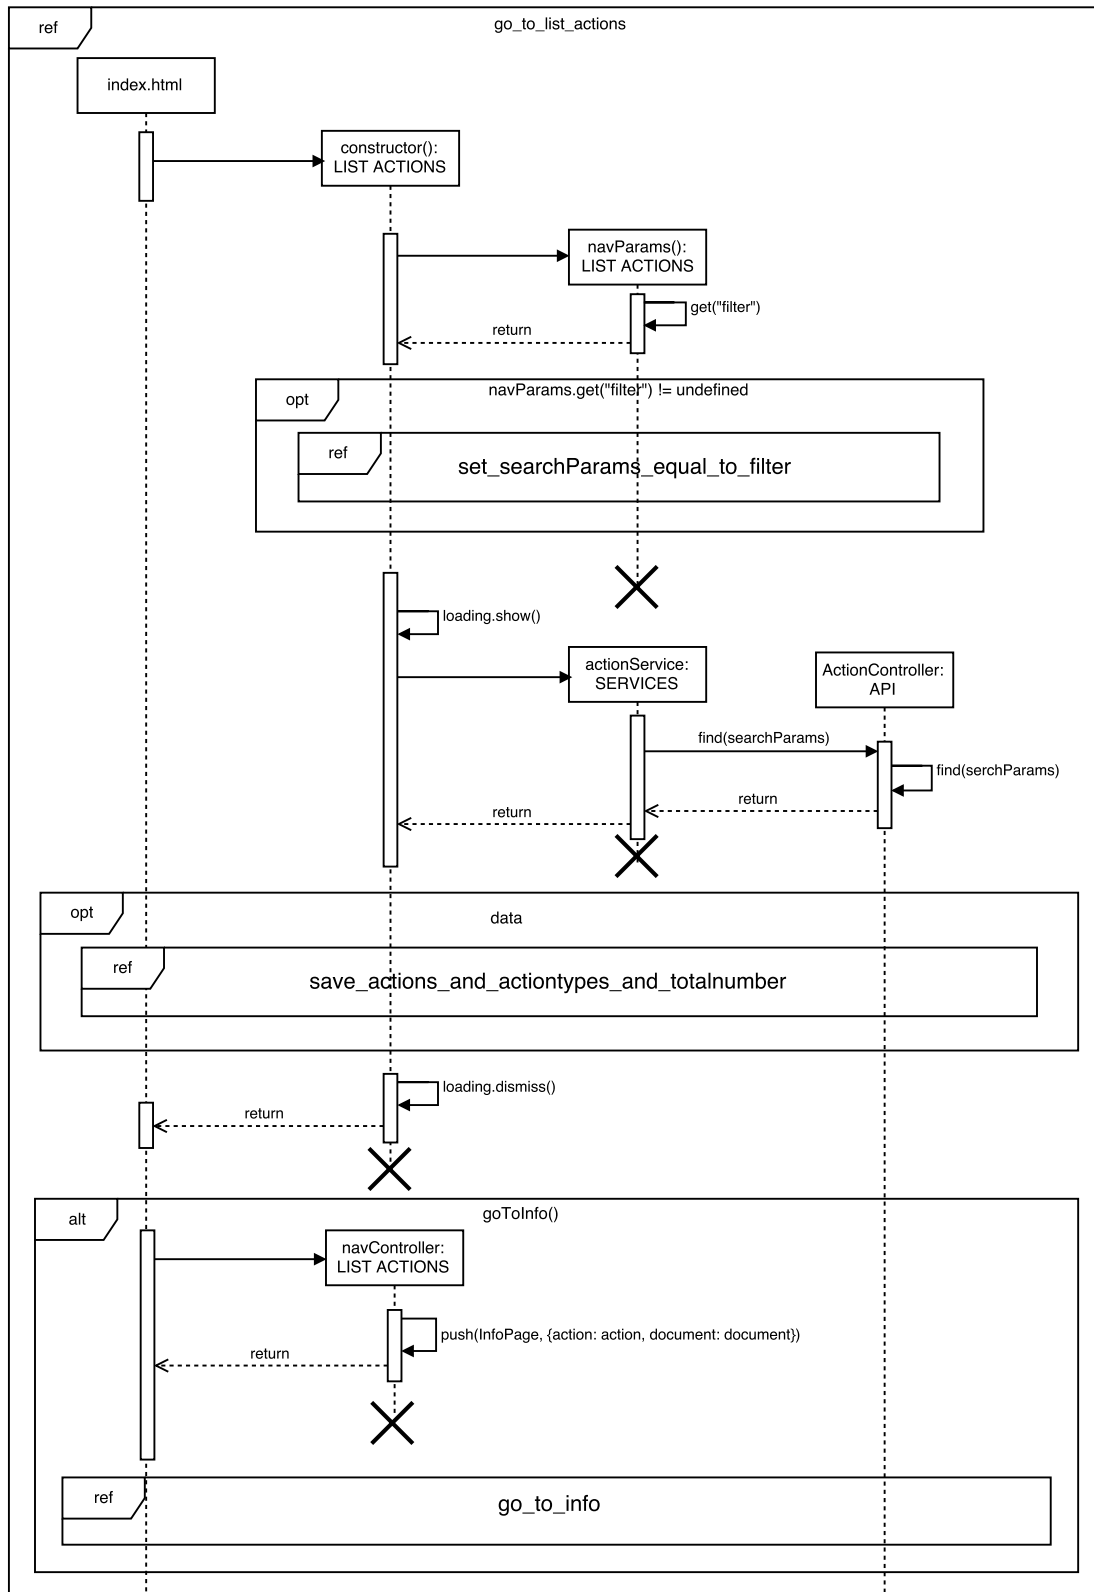 ref
go_to_list_actions
index.html
constructor():
LIST ACTIONS
navParams():
LIST ACTIONS
get("filter")
return
opt
navParams.get("filter") != undefined
ref
set_searchParams_equal_to_filter
loading.show()
actionService:
SERVICES
ActionController:
API
find(searchParams)
find(serchParams)
return
return
opt
data
ref
save_actions_and_actiontypes_and_totalnumber
loading.dismiss()
return
alt
goToInfo()
navController:
LIST ACTIONS
push(InfoPage, {action: action, document: document})
return
ref
go_to_info